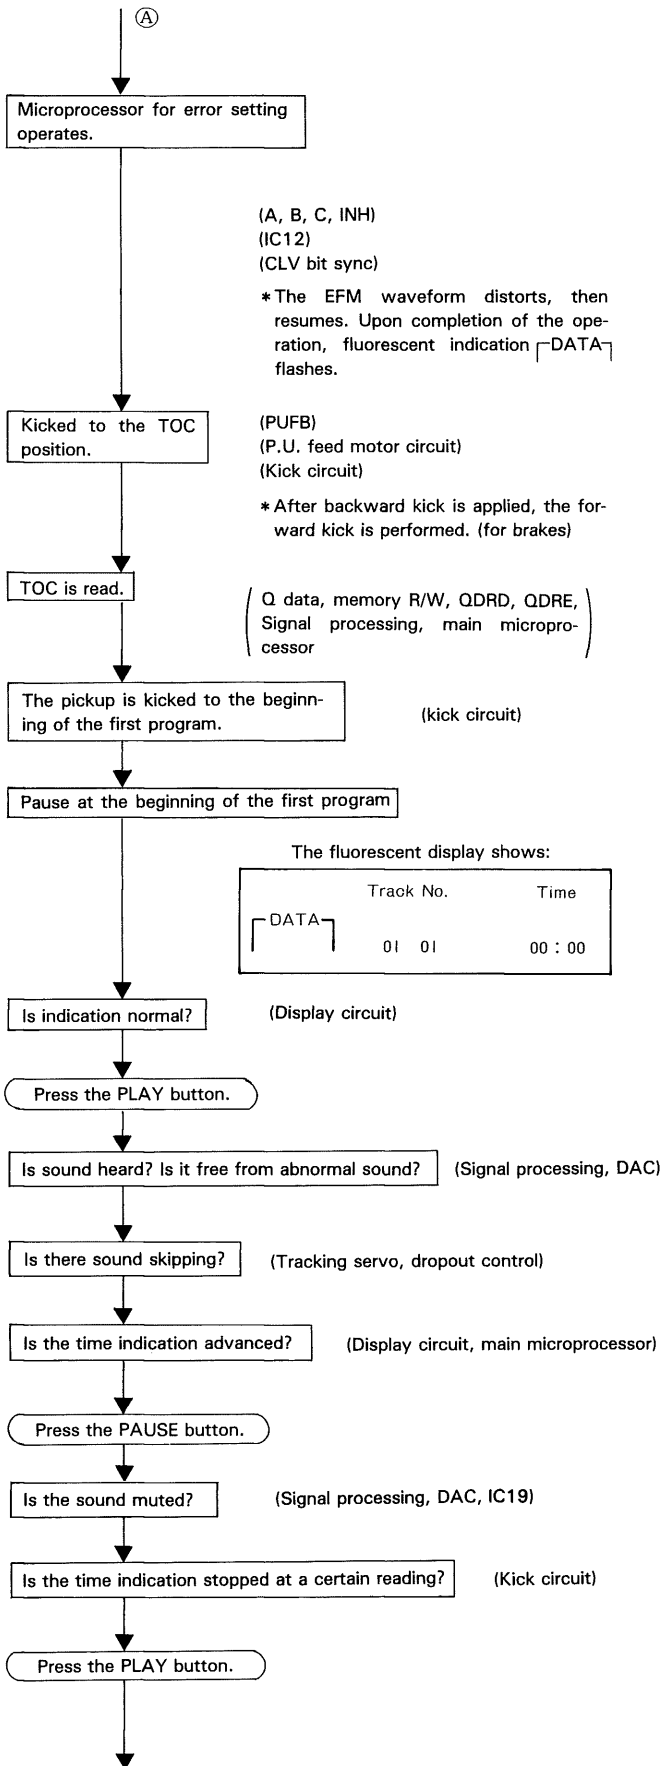 A
Microprocessor for error setting
operates.
(A, B, C, INH)
(IC12)
(CLV bit sync)
* The EFM waveform distorts, then
resumes. Upon completion of the ope-
ration, fluorescent indication ┌DATA┐
flashes.
Kicked to the TOC
position.
(PUFB)
(P.U. feed motor circuit)
(Kick circuit)
* After backward kick is applied, the for-
ward kick is performed. (for brakes)
TOC is read.
( Q data, memory R/W, QDRD, QDRE,
Signal processing, main micropro-
cessor )
The pickup is kicked to the beginn-
ing of the first program.
(kick circuit)
Pause at the beginning of the first program
The fluorescent display shows:
Track No. Time
┌DATA┐
01 01 00 : 00
Is indication normal? (Display circuit)
Press the PLAY button.
Is sound heard? Is it free from abnormal sound? (Signal processing, DAC)
Is there sound skipping? (Tracking servo, dropout control)
Is the time indication advanced? (Display circuit, main microprocessor)
Press the PAUSE button.
Is the sound muted? (Signal processing, DAC, IC19)
Is the time indication stopped at a certain reading? (Kick circuit)
Press the PLAY button.